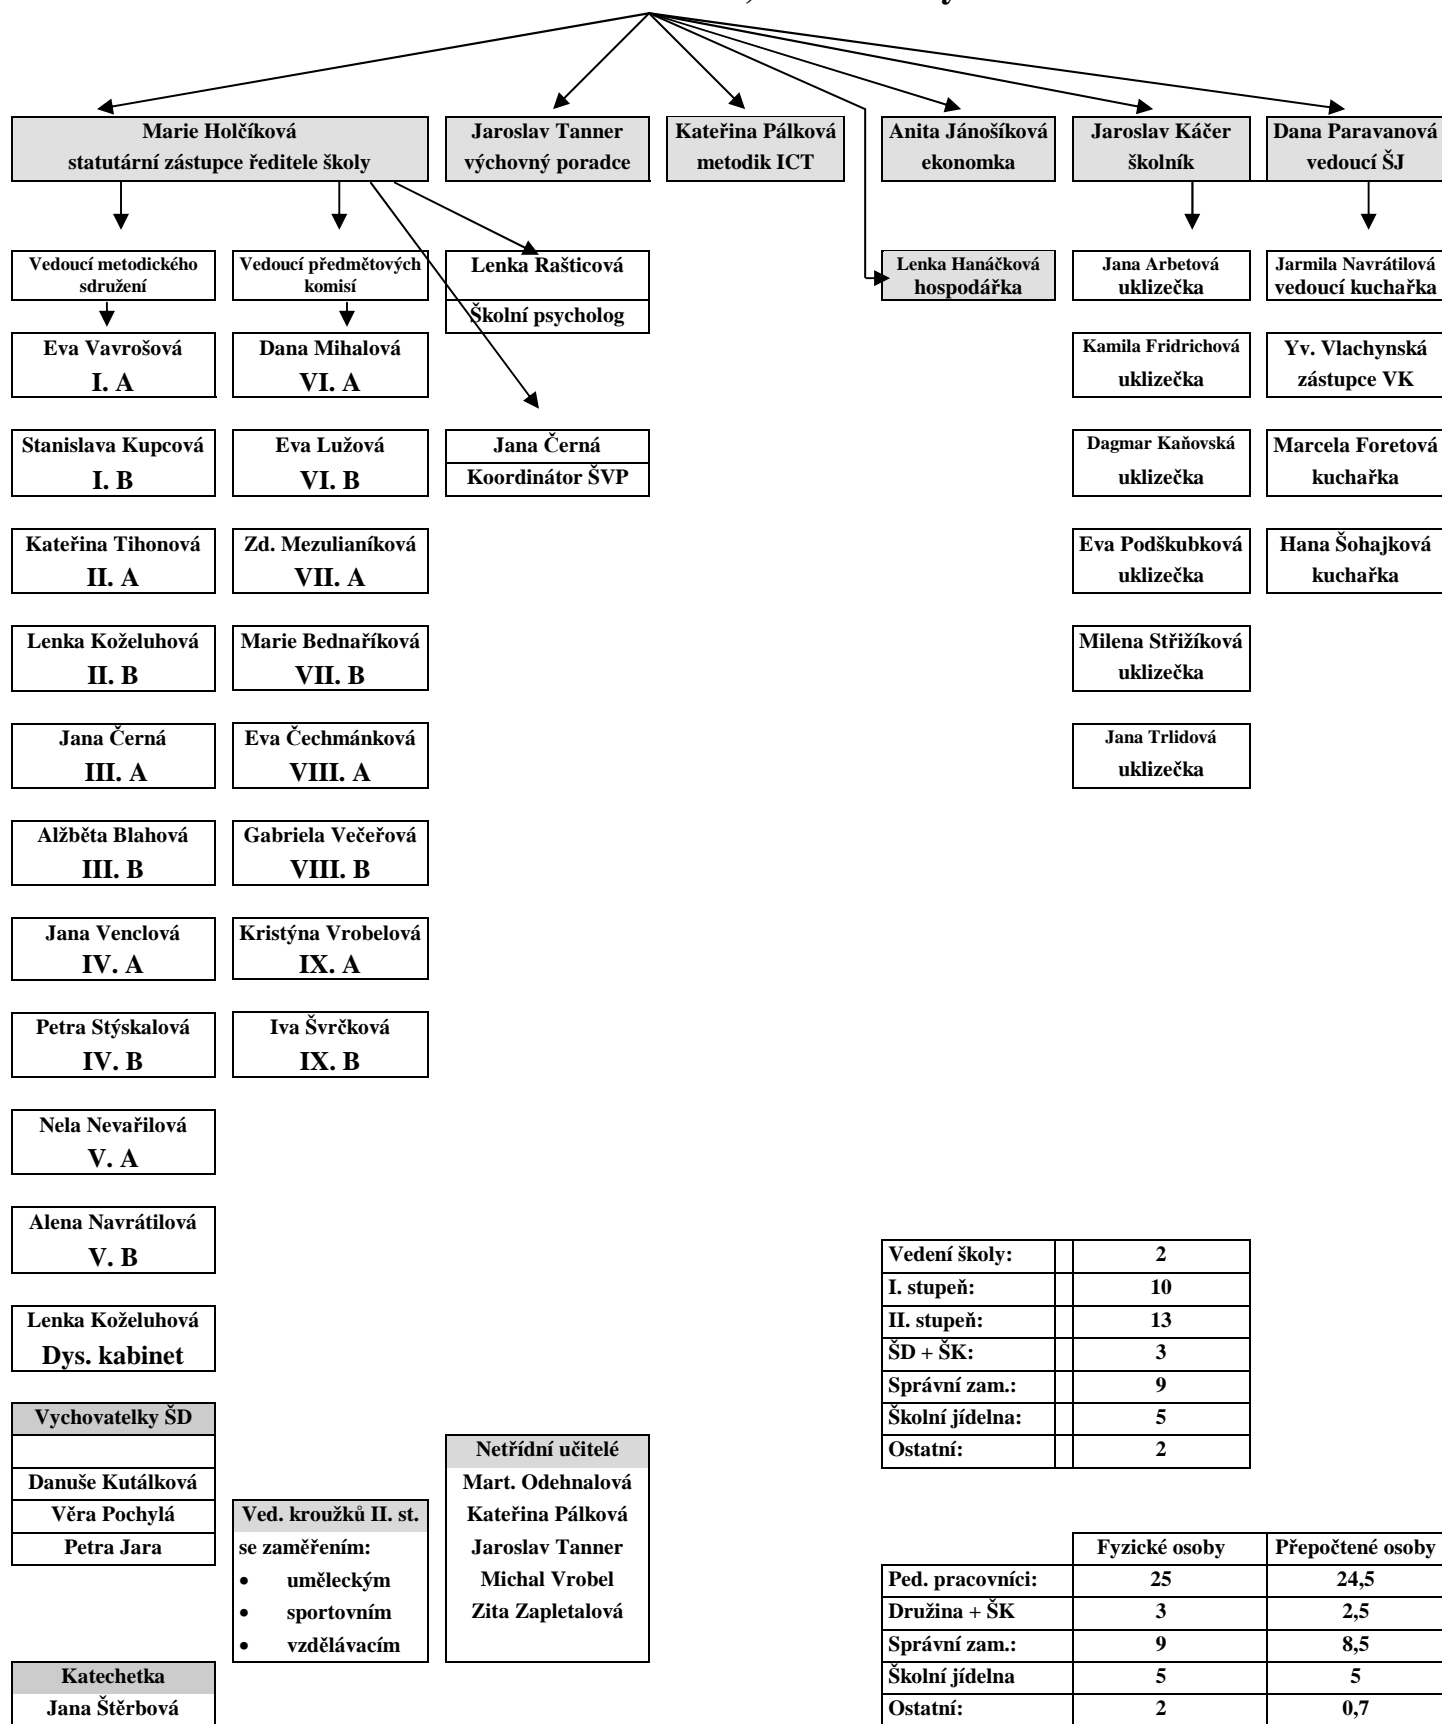 Marie Holčíková
statutární zástupce ředitele školy
Jaroslav Tanner
výchovný poradce
Kateřina Pálková
metodik ICT
Anita Jánošíková
ekonomka
Jaroslav Káčer
školník
Dana Paravanová
vedoucí ŠJ
Vedoucí metodického
sdružení
Vedoucí předmětových
komisí
Lenka Rašticová
Školní psycholog
Lenka Hanáčková
hospodářka
Jana Arbetová
uklizečka
Jarmila Navrátilová
vedoucí kuchařka
Eva Vavrošová
I. A
Dana Mihalová
VI. A
Kamila Fridrichová
uklizečka
Yv. Vlachynská
zástupce VK
Stanislava Kupcová
I. B
Eva Lužová
VI. B
Jana Černá
Koordinátor ŠVP
Dagmar Kaňovská
uklizečka
Marcela Foretová
kuchařka
Kateřina Tihonová
II. A
Zd. Mezulianíková
VII. A
Eva Podškubková
uklizečka
Hana Šohajková
kuchařka
Lenka Koželuhová
II. B
Marie Bednaříková
VII. B
Milena Střižíková
uklizečka
Jana Černá
III. A
Eva Čechmánková
VIII. A
Jana Trlidová
uklizečka
Alžběta Blahová
III. B
Gabriela Večeřová
VIII. B
Jana Venclová
IV. A
Kristýna Vrobelová
IX. A
Petra Stýskalová
IV. B
Iva Švrčková
IX. B
Nela Nevařilová
V. A
Alena Navrátilová
V. B
Lenka Koželuhová
Dys. kabinet
Vychovatelky ŠD
Danuše Kutálková
Věra Pochylá
Petra Jara
Katechetka
Jana Štěrbová
Ved. kroužků II. st.
se zaměřením:
• uměleckým
• sportovním
• vzdělávacím
Netřídní učitelé
Mart. Odehnalová
Kateřina Pálková
Jaroslav Tanner
Michal Vrobel
Zita Zapletalová
Vedení školy: 2
I. stupeň: 10
II. stupeň: 13
ŠD + ŠK: 3
Správní zam.: 9
Školní jídelna: 5
Ostatní: 2
Fyzické osoby Přepočtené osoby
Ped. pracovníci: 25 24,5
Družina + ŠK 3 2,5
Správní zam.: 9 8,5
Školní jídelna 5 5
Ostatní: 2 0,7